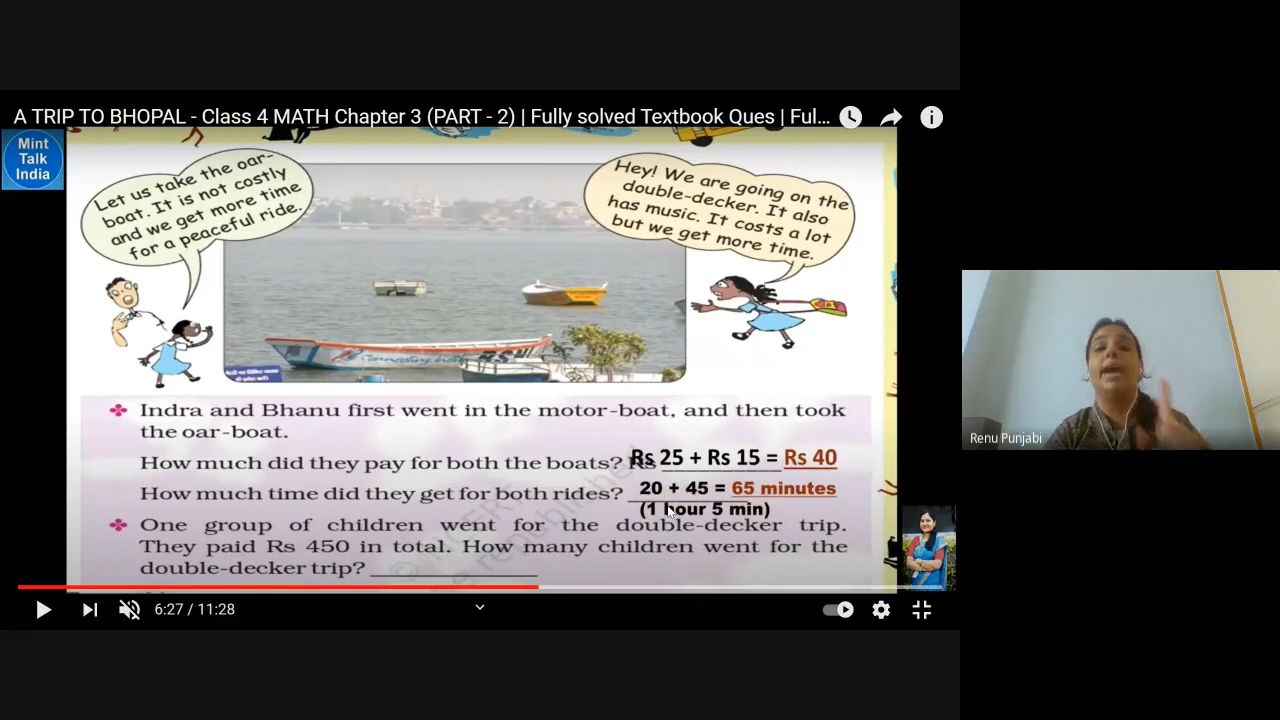 A TRIP TO BHOPAL - Class 4 MATH Chapter 3 (PART - 2) | Fully solved Textbook Ques | Ful...
Mint
Talk
India
Let us take the oar-
boat. It is not costly
and we get more time
for a peaceful ride.
Hey! We are going on the
double-decker. It also
has music. It costs a lot
but we get more time.
Indra and Bhanu first went in the motor-boat, and then took
the oar-boat.
How much did they pay for both the boats? Rs Rs 25 + Rs 15 = Rs 40
How much time did they get for both rides? 20 + 45 = 65 minutes
(1 hour 5 min)
One group of children went for the double-decker trip.
They paid Rs 450 in total. How many children went for the
double-decker trip?
6:27 / 11:28
Renu Punjabi